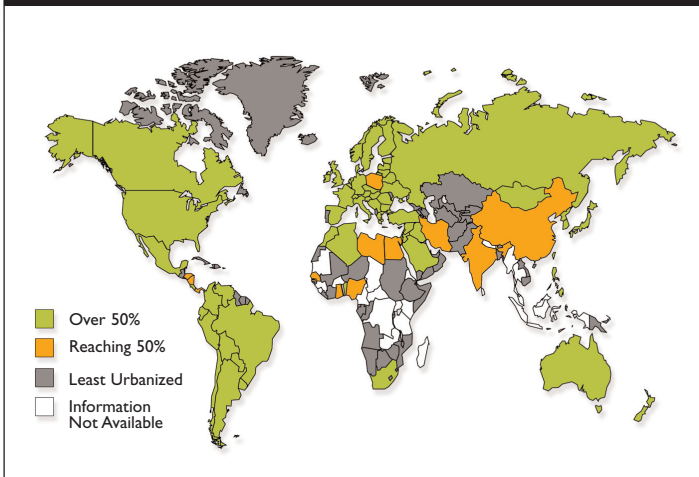 Over 50%
Reaching 50%
Least Urbanized
Information
Not Available